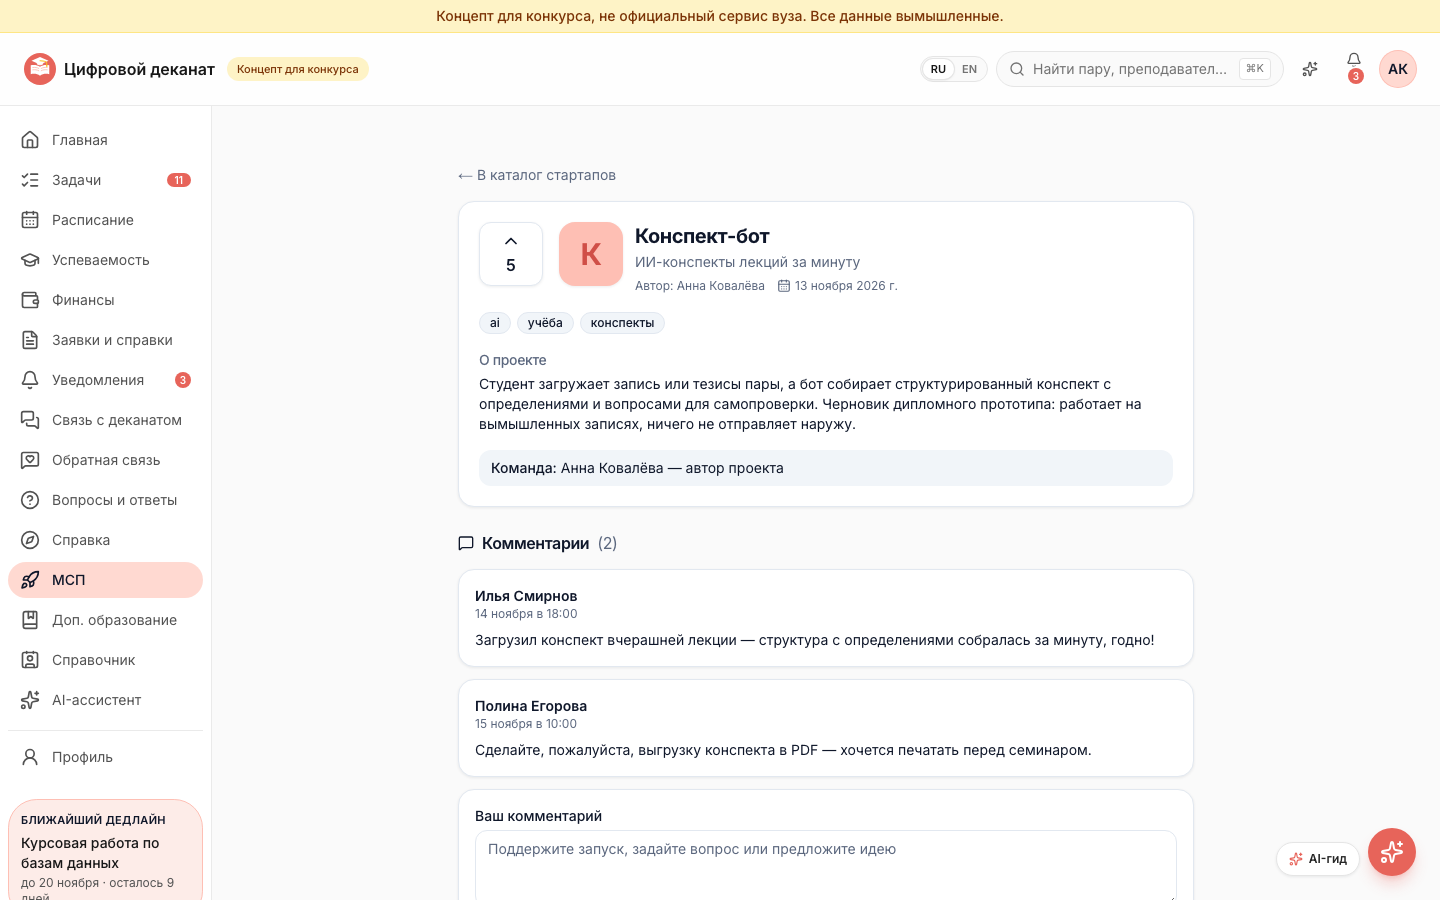 Концепт для конкурса, не официальный сервис вуза. Все данные вымышленные.
Цифровой деканат
Концепт для конкурса
RU EN
Найти пару, преподавател...
⌘K
3
АК
Главная
Задачи 11
Расписание
Успеваемость
Финансы
Заявки и справки
Уведомления 3
Связь с деканатом
Обратная связь
Вопросы и ответы
Справка
МСП
Доп. образование
Справочник
AI-ассистент
Профиль
БЛИЖАЙШИЙ ДЕДЛАЙН
Курсовая работа по
базам данных
до 20 ноября · осталось 9
дней
← В каталог стартапов
5
К
Конспект-бот
ИИ-конспекты лекций за минуту
Автор: Анна Ковалёва 13 ноября 2026 г.
ai учёба конспекты
О проекте
Студент загружает запись или тезисы пары, а бот собирает структурированный конспект с
определениями и вопросами для самопроверки. Черновик дипломного прототипа: работает на
вымышленных записях, ничего не отправляет наружу.
Команда: Анна Ковалёва — автор проекта
Комментарии (2)
Илья Смирнов
14 ноября в 18:00
Загрузил конспект вчерашней лекции — структура с определениями собралась за минуту, годно!
Полина Егорова
15 ноября в 10:00
Сделайте, пожалуйста, выгрузку конспекта в PDF — хочется печатать перед семинаром.
Ваш комментарий
Поддержите запуск, задайте вопрос или предложите идею
AI-гид